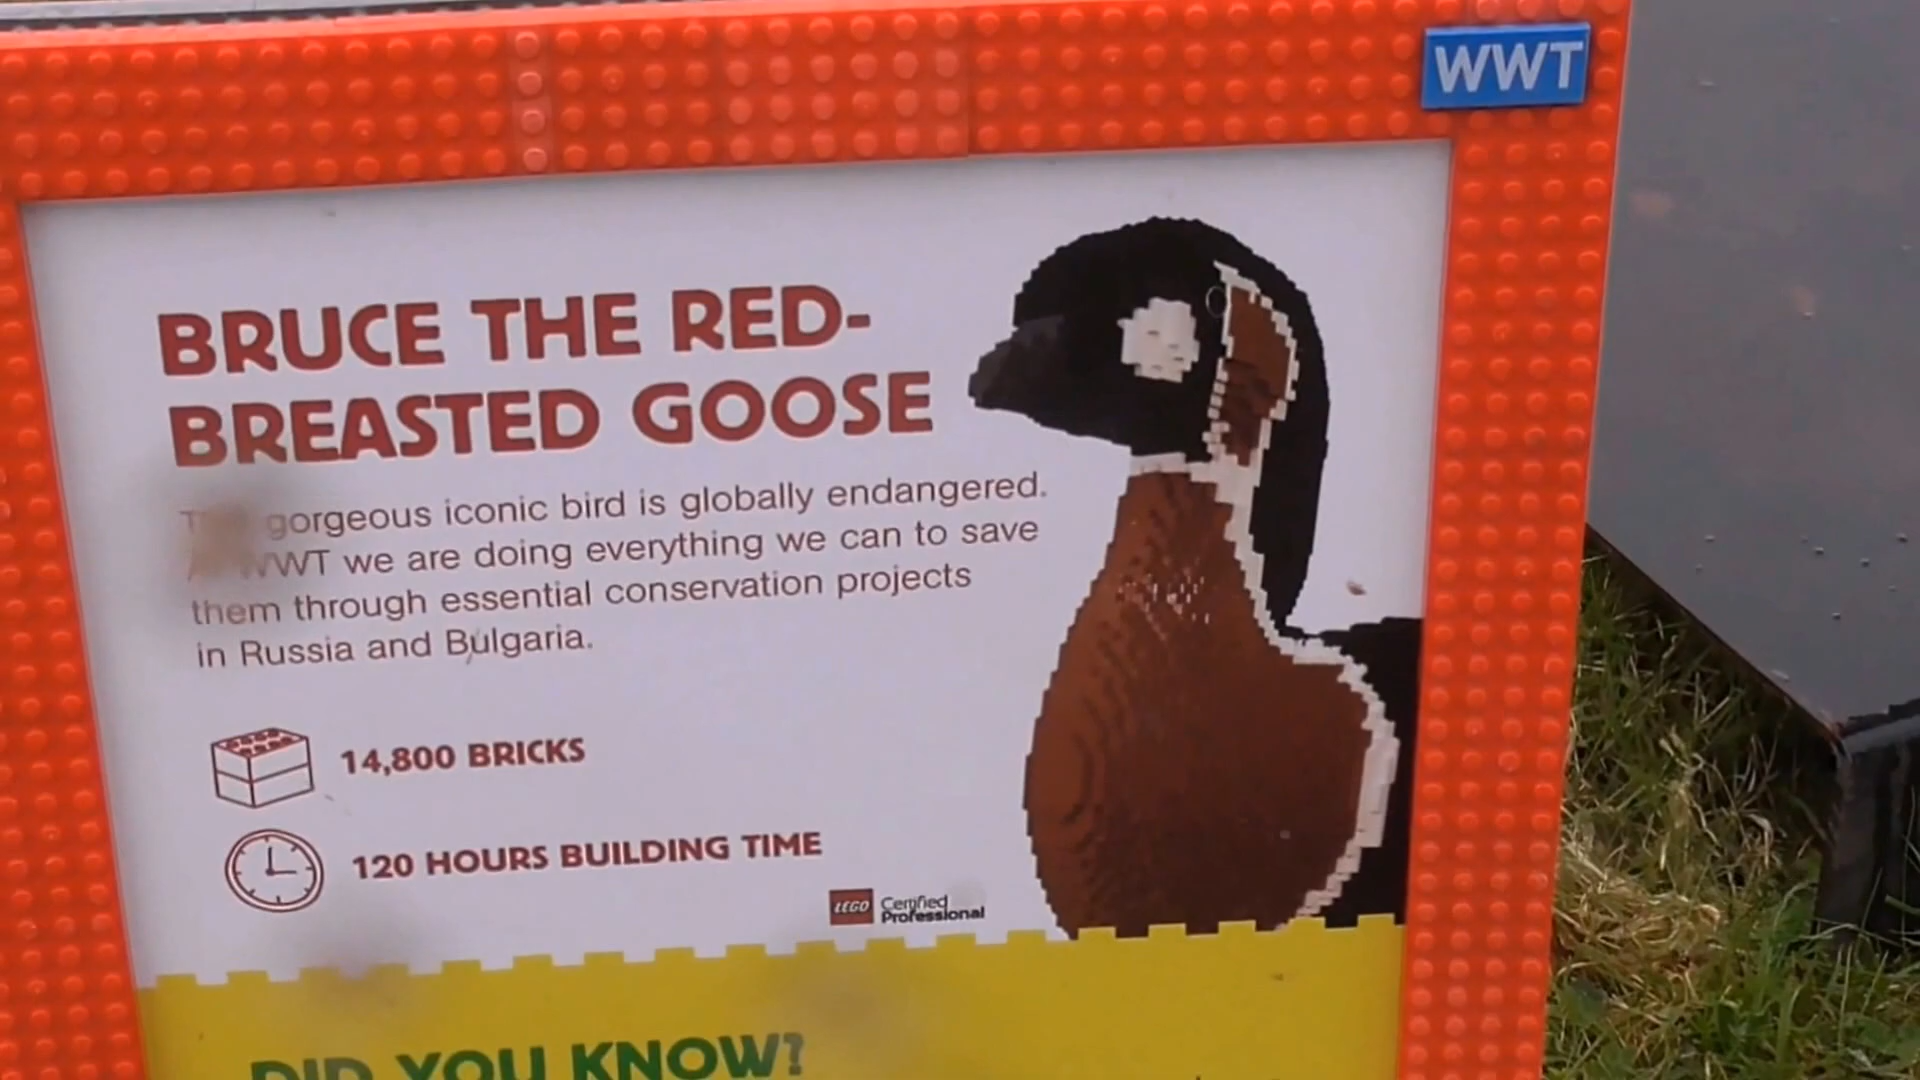 WWT
BRUCE THE RED-
BREASTED GOOSE
gorgeous iconic bird is globally endangered.
WWT we are doing everything we can to save
them through essential conservation projects
in Russia and Bulgaria.
14,800 BRICKS
120 HOURS BUILDING TIME
LEGO Certified
Professional
DID YOU KNOW?